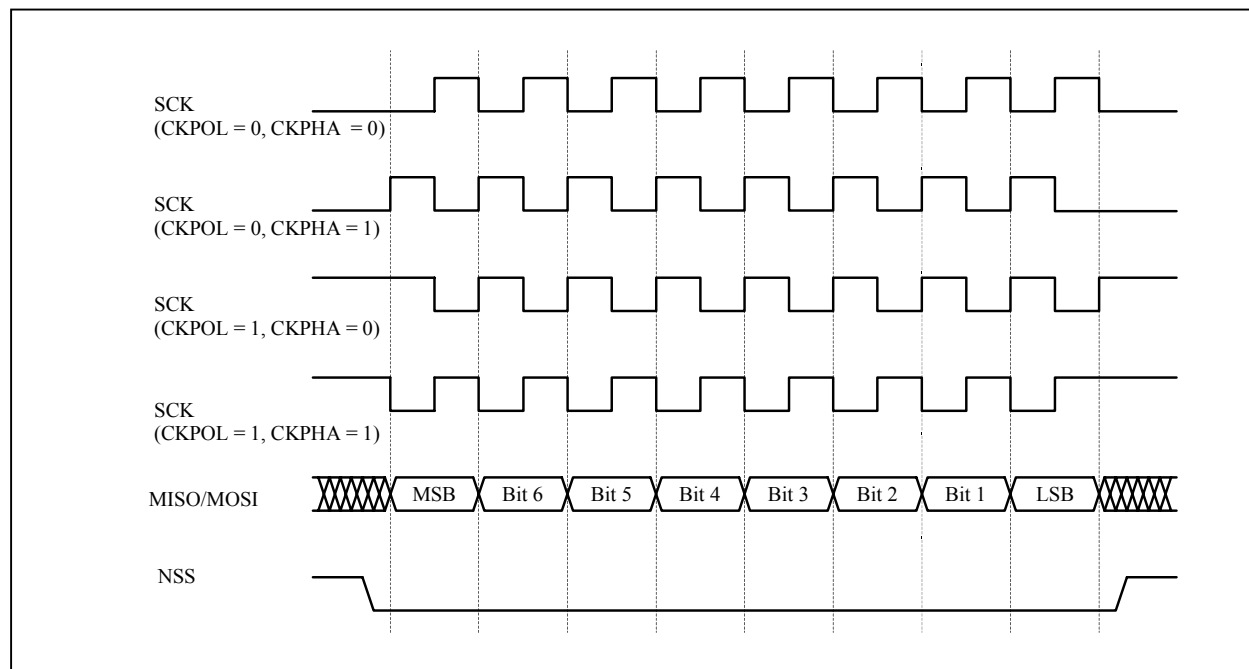 SCK
(CKPOL = 0, CKPHA = 0)
SCK
(CKPOL = 0, CKPHA = 1)
SCK
(CKPOL = 1, CKPHA = 0)
SCK
(CKPOL = 1, CKPHA = 1)
MISO/MOSI
MSB
Bit 6
Bit 5
Bit 4
Bit 3
Bit 2
Bit 1
LSB
NSS